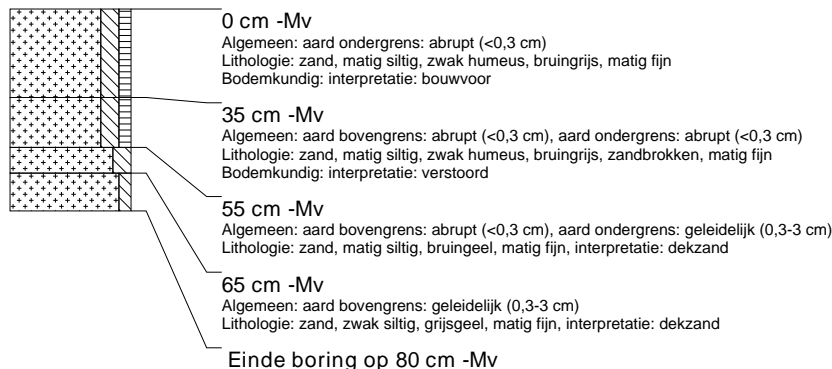 0 cm -Mv
Algemeen: aard ondergrens: abrupt (<0,3 cm)
Lithologie: zand, matig siltig, zwak humeus, bruingrijs, matig fijn
Bodemkundig: interpretatie: bouwvoor
35 cm -Mv
Algemeen: aard bovengrens: abrupt (<0,3 cm), aard ondergrens: abrupt (<0,3 cm)
Lithologie: zand, matig siltig, zwak humeus, bruingrijs, zandbrokken, matig fijn
Bodemkundig: interpretatie: verstoord
55 cm -Mv
Algemeen: aard bovengrens: abrupt (<0,3 cm), aard ondergrens: geleidelijk (0,3-3 cm)
Lithologie: zand, matig siltig, bruingeel, matig fijn, interpretatie: dekzand
65 cm -Mv
Algemeen: aard bovengrens: geleidelijk (0,3-3 cm)
Lithologie: zand, zwak siltig, grijsgeel, matig fijn, interpretatie: dekzand
Einde boring op 80 cm -Mv